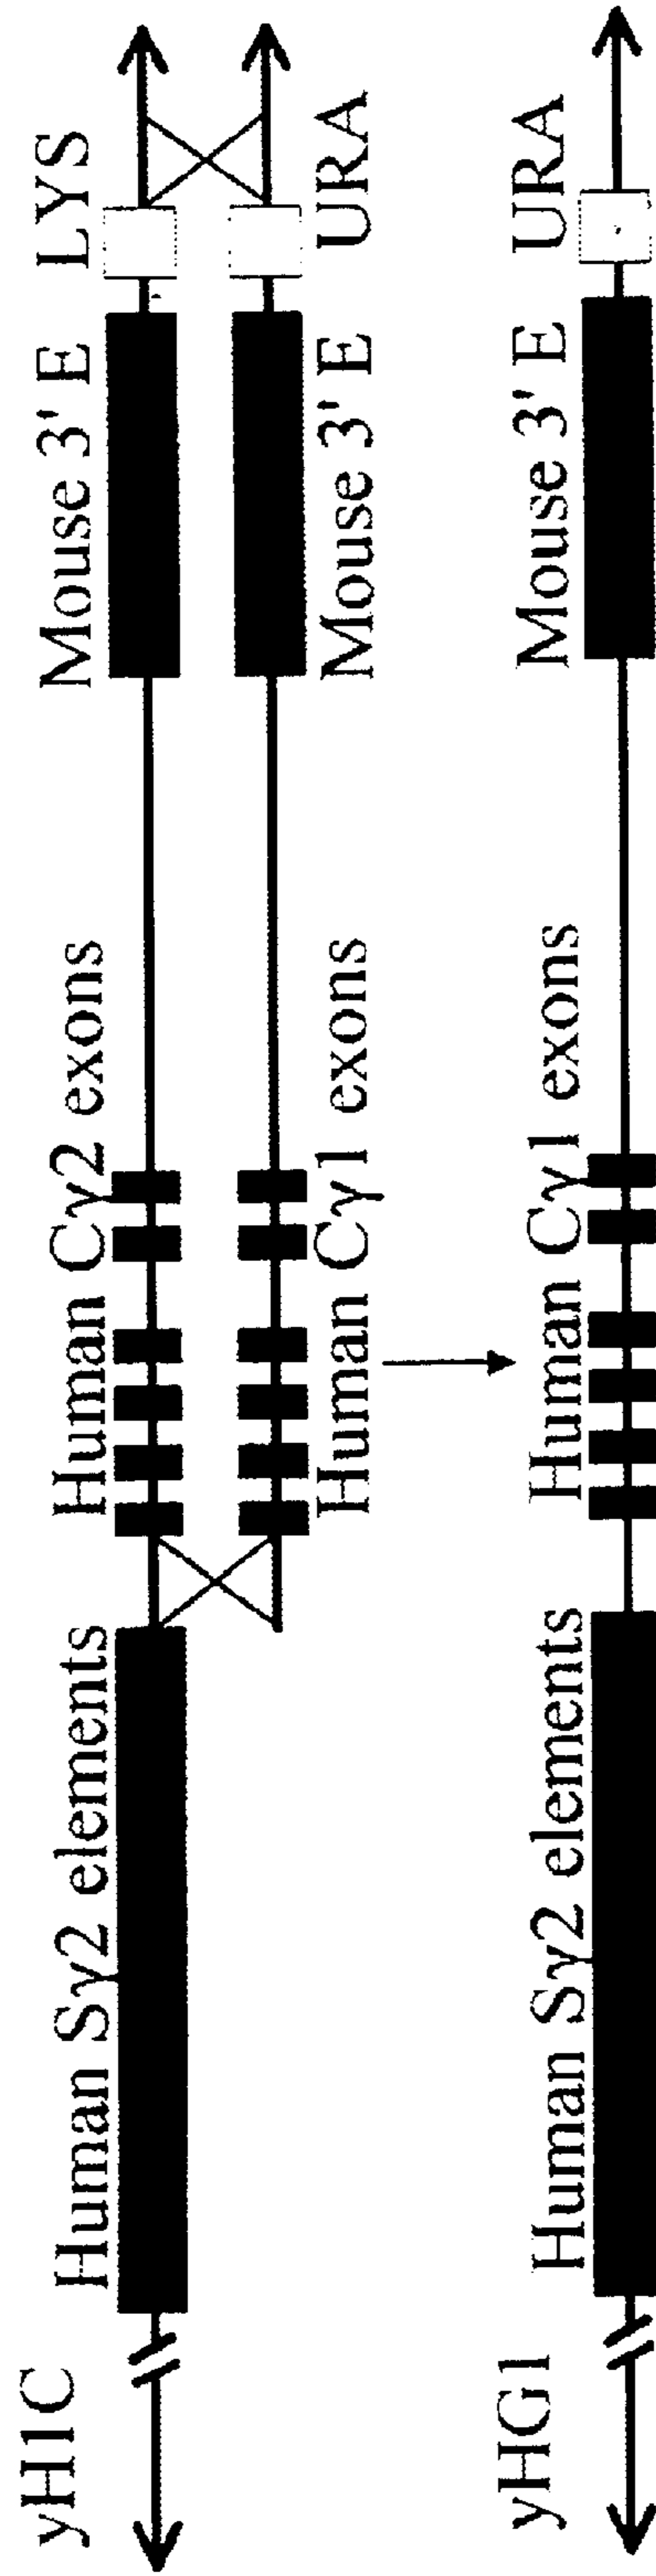 yH1C
Human Sγ2 elements
Human Cγ2 exons
Mouse 3' E
LYS
Human Cγ1 exons
Mouse 3' E
URA
yHG1
Human Sγ2 elements
Human Cγ1 exons
Mouse 3' E
URA